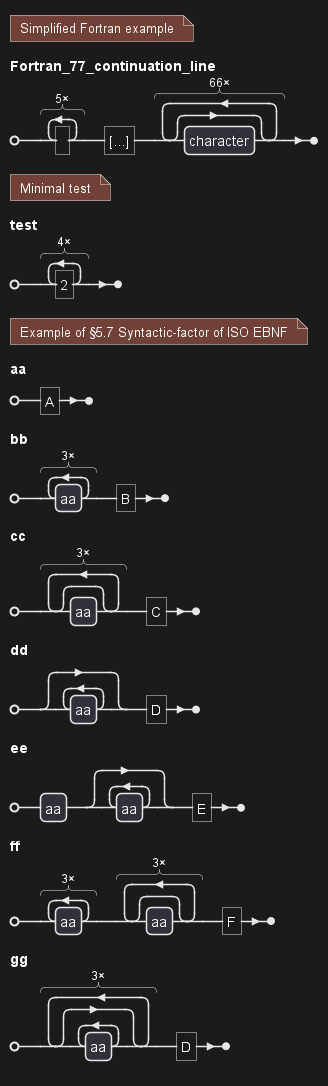 Simplified Fortran example
Fortran_77_continuation_line
5× 66×
[...] character
Minimal test
test
4×
2
Example of §5.7 Syntactic-factor of ISO EBNF
aa
A
bb
3×
aa B
cc
3×
aa C
dd
aa D
ee
aa aa E
ff
3× 3×
aa aa F
gg
3×
aa D